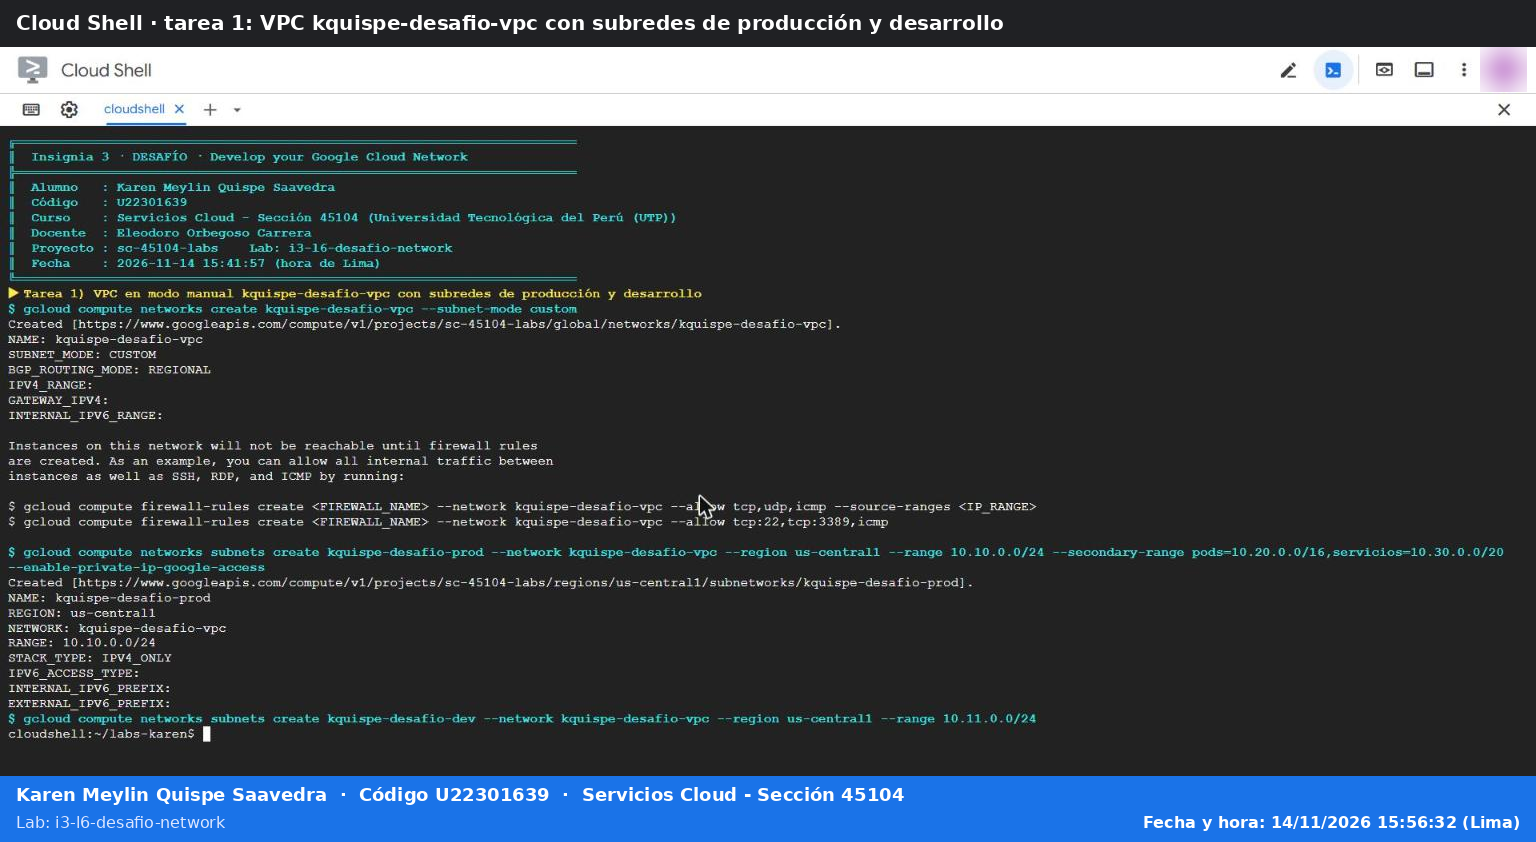 Cloud Shell · tarea 1: VPC kquispe-desafio-vpc con subredes de producción y desarrollo
Cloud Shell
cloudshell
Insignia 3 · DESAFÍO · Develop your Google Cloud Network
Alumno : Karen Meylin Quispe Saavedra
Código : U22301639
Curso : Servicios Cloud - Sección 45104 (Universidad Tecnológica del Perú (UTP))
Docente : Eleodoro Orbegoso Carrera
Proyecto : sc-45104-labs Lab: i3-l6-desafio-network
Fecha : 2026-11-14 15:41:57 (hora de Lima)
▶ Tarea 1) VPC en modo manual kquispe-desafio-vpc con subredes de producción y desarrollo
$ gcloud compute networks create kquispe-desafio-vpc --subnet-mode custom
Created [https://www.googleapis.com/compute/v1/projects/sc-45104-labs/global/networks/kquispe-desafio-vpc].
NAME: kquispe-desafio-vpc
SUBNET_MODE: CUSTOM
BGP_ROUTING_MODE: REGIONAL
IPV4_RANGE:
GATEWAY_IPV4:
INTERNAL_IPV6_RANGE:
Instances on this network will not be reachable until firewall rules
are created. As an example, you can allow all internal traffic between
instances as well as SSH, RDP, and ICMP by running:
$ gcloud compute firewall-rules create <FIREWALL_NAME> --network kquispe-desafio-vpc --allow tcp,udp,icmp --source-ranges <IP_RANGE>
$ gcloud compute firewall-rules create <FIREWALL_NAME> --network kquispe-desafio-vpc --allow tcp:22,tcp:3389,icmp
$ gcloud compute networks subnets create kquispe-desafio-prod --network kquispe-desafio-vpc --region us-central1 --range 10.10.0.0/24 --secondary-range pods=10.20.0.0/16,servicios=10.30.0.0/20
--enable-private-ip-google-access
Created [https://www.googleapis.com/compute/v1/projects/sc-45104-labs/regions/us-central1/subnetworks/kquispe-desafio-prod].
NAME: kquispe-desafio-prod
REGION: us-central1
NETWORK: kquispe-desafio-vpc
RANGE: 10.10.0.0/24
STACK_TYPE: IPV4_ONLY
IPV6_ACCESS_TYPE:
INTERNAL_IPV6_PREFIX:
EXTERNAL_IPV6_PREFIX:
$ gcloud compute networks subnets create kquispe-desafio-dev --network kquispe-desafio-vpc --region us-central1 --range 10.11.0.0/24
cloudshell:~/labs-karen$
Karen Meylin Quispe Saavedra · Código U22301639 · Servicios Cloud - Sección 45104
Lab: i3-l6-desafio-network
Fecha y hora: 14/11/2026 15:56:32 (Lima)